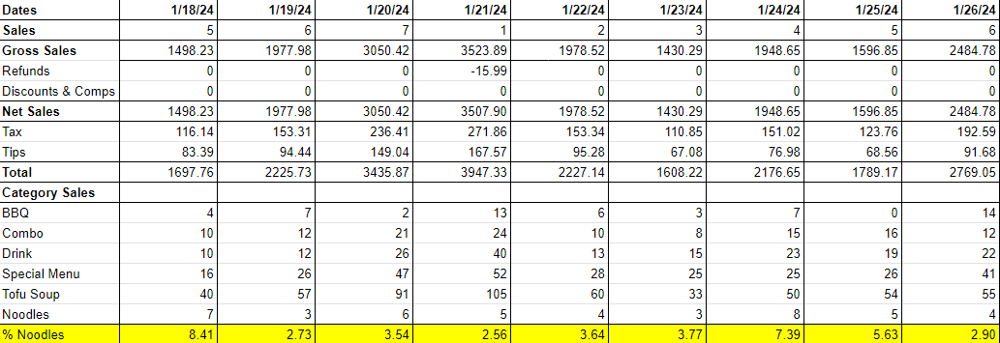 Dates 1/18/24 1/19/24 1/20/24 1/21/24 1/22/24 1/23/24 1/24/24 1/25/24 1/26/24
Sales 5 6 7 1 2 3 4 5 6
Gross Sales 1498.23 1977.98 3050.42 3523.89 1978.52 1430.29 1948.65 1596.85 2484.78
Refunds 0 0 0 -15.99 0 0 0 0 0
Discounts & Comps 0 0 0 0 0 0 0 0 0
Net Sales 1498.23 1977.98 3050.42 3507.90 1978.52 1430.29 1948.65 1596.85 2484.78
Tax 116.14 153.31 236.41 271.86 153.34 110.85 151.02 123.76 192.59
Tips 83.39 94.44 149.04 167.57 95.28 67.08 76.98 68.56 91.68
Total 1697.76 2225.73 3435.87 3947.33 2227.14 1608.22 2176.65 1789.17 2769.05
Category Sales
BBQ 4 7 2 13 6 3 7 0 14
Combo 10 12 21 24 10 8 15 16 12
Drink 10 12 26 40 13 15 23 19 22
Special Menu 16 26 47 52 28 25 25 26 41
Tofu Soup 40 57 91 105 60 33 50 54 55
Noodles 7 3 6 5 4 3 8 5 4
% Noodles 8.41 2.73 3.54 2.56 3.64 3.77 7.39 5.63 2.90